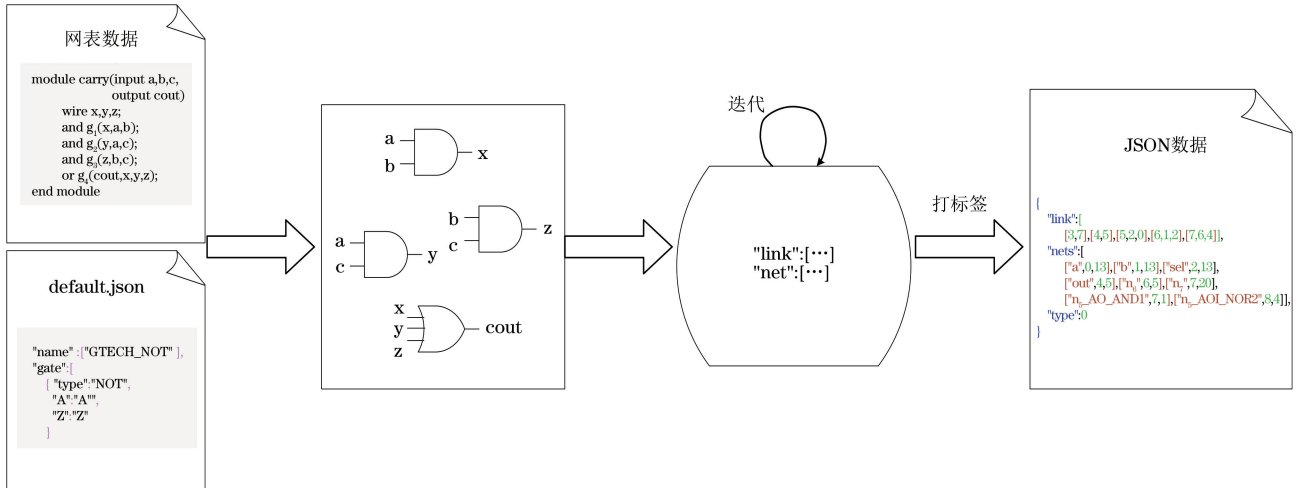 网表数据
module carry(input a,b,c,
output cout)
wire x,y,z;
and g₁(x,a,b);
and g₂(y,a,c);
and g₃(z,b,c);
or g₄(cout,x,y,z);
end module
default.json
"name" :["GTECH_NOT" ],
"gate":[
{ "type":"NOT",
"A":"A"",
"Z":"Z"
}
a
b
x
b
c
z
a
c
y
x
y
z
cout
迭代
"link":[…]
"net":[…]
打标签
JSON数据
{
"link":[
[3,7],[4,5],[5,2,0],[6,1,2],[7,6,4]],
"nets":[
["a",0,13],["b",1,13],["sel",2,13],
["out",4,5],["n₆",6,5],["n₇",7,20],
["n₅_AO_AND1",7,1],["n₅_AOI_NOR2",8,4]],
"type":0
}